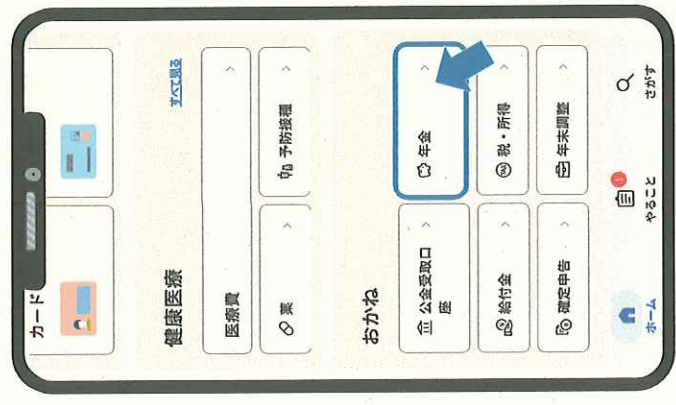 カード
健康医療
すべて見る
医療費
薬
予防接種
おかね
公金受取口
座
年金
給付金
税・所得
TAX
確定申告
年末調整
ホーム
やること
1
さがす